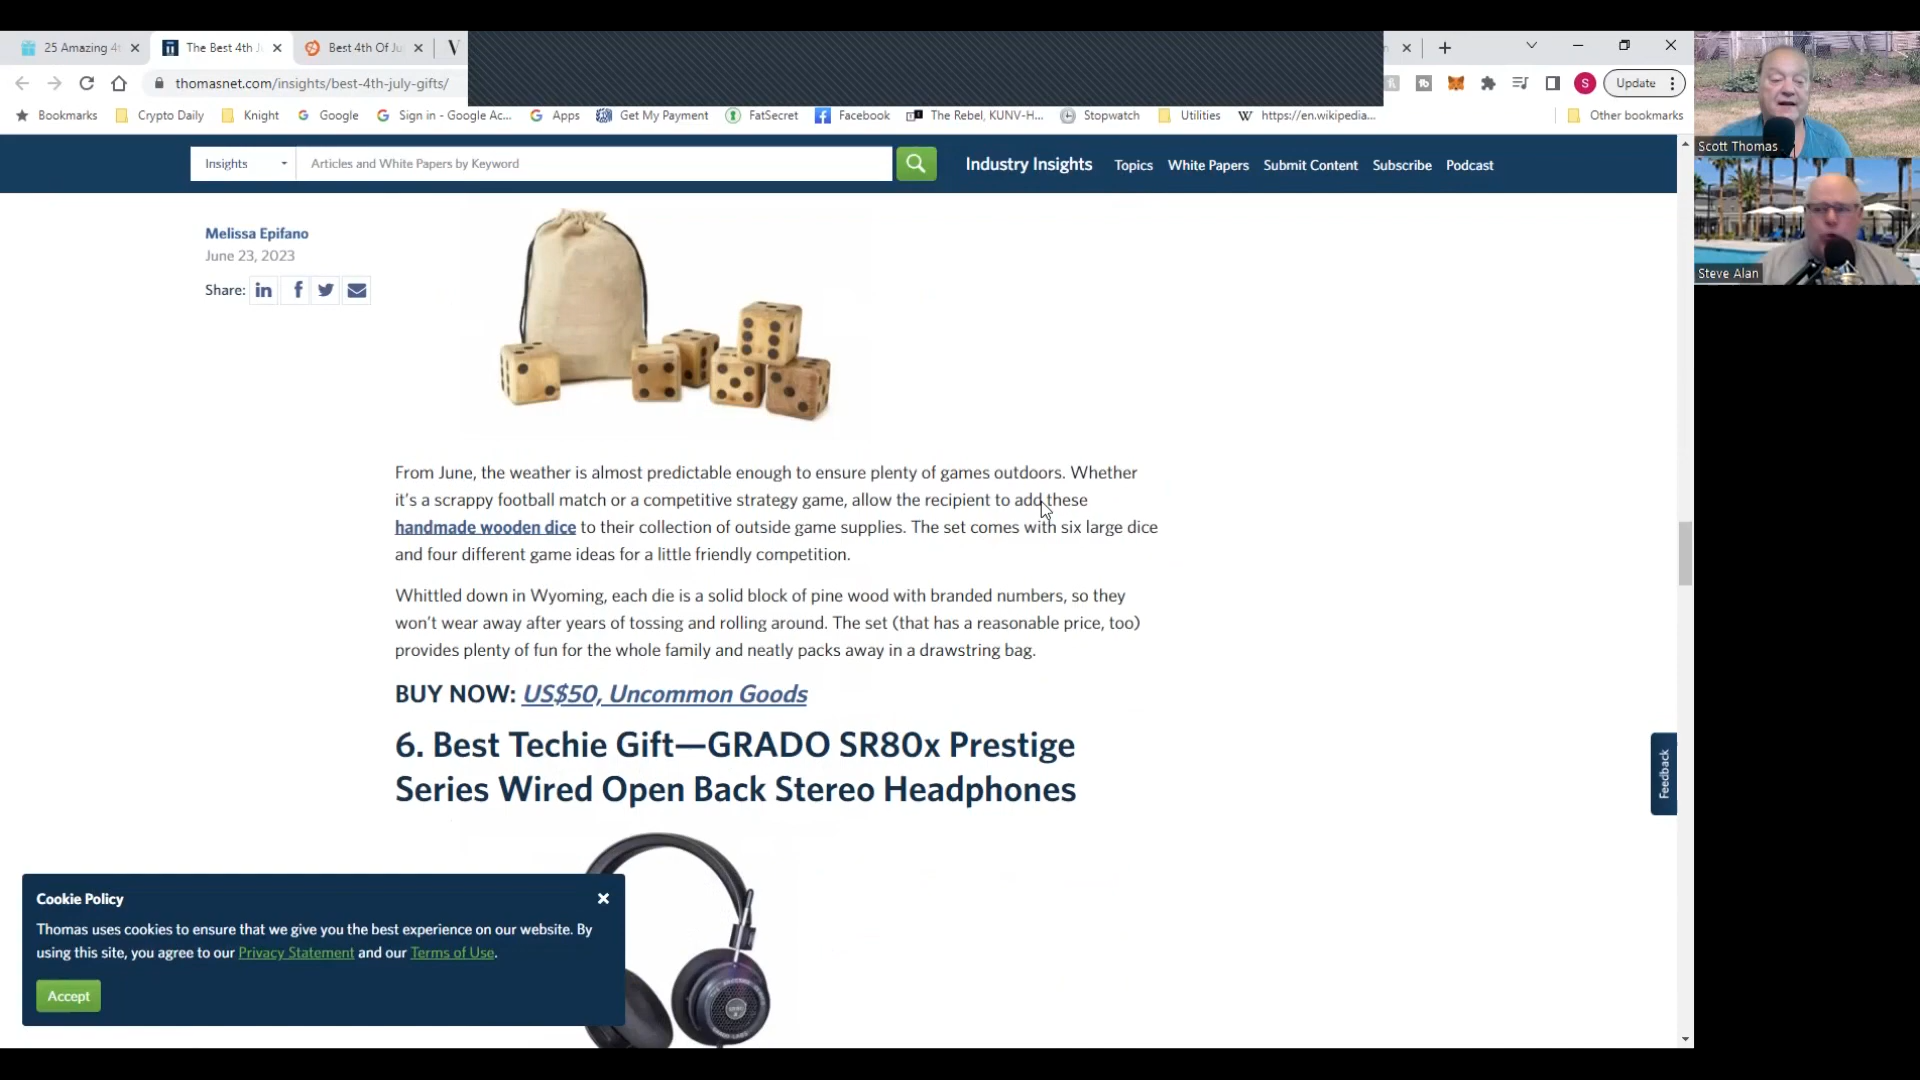 25 Amazing 4t
The Best 4th J
Best 4th Of Ju
V
thomasnet.com/insights/best-4th-july-gifts/
S
Update
Bookmarks
Crypto Daily
Knight
Google
Sign in - Google Ac...
Apps
Get My Payment
FatSecret
Facebook
The Rebel, KUNV-H...
Stopwatch
Utilities
https://en.wikipedia...
Other bookmarks
Scott Thomas
Steve Alan
Insights
Articles and White Papers by Keyword
Industry Insights
Topics
White Papers
Submit Content
Subscribe
Podcast
Melissa Epifano
June 23, 2023
Share:
From June, the weather is almost predictable enough to ensure plenty of games outdoors. Whether
it's a scrappy football match or a competitive strategy game, allow the recipient to add these
handmade wooden dice to their collection of outside game supplies. The set comes with six large dice
and four different game ideas for a little friendly competition.
Whittled down in Wyoming, each die is a solid block of pine wood with branded numbers, so they
won't wear away after years of tossing and rolling around. The set (that has a reasonable price, too)
provides plenty of fun for the whole family and neatly packs away in a drawstring bag.
BUY NOW: US$50, Uncommon Goods
6. Best Techie Gift—GRADO SR80x Prestige
Series Wired Open Back Stereo Headphones
Feedback
Cookie Policy
Thomas uses cookies to ensure that we give you the best experience on our website. By
using this site, you agree to our Privacy Statement and our Terms of Use.
Accept